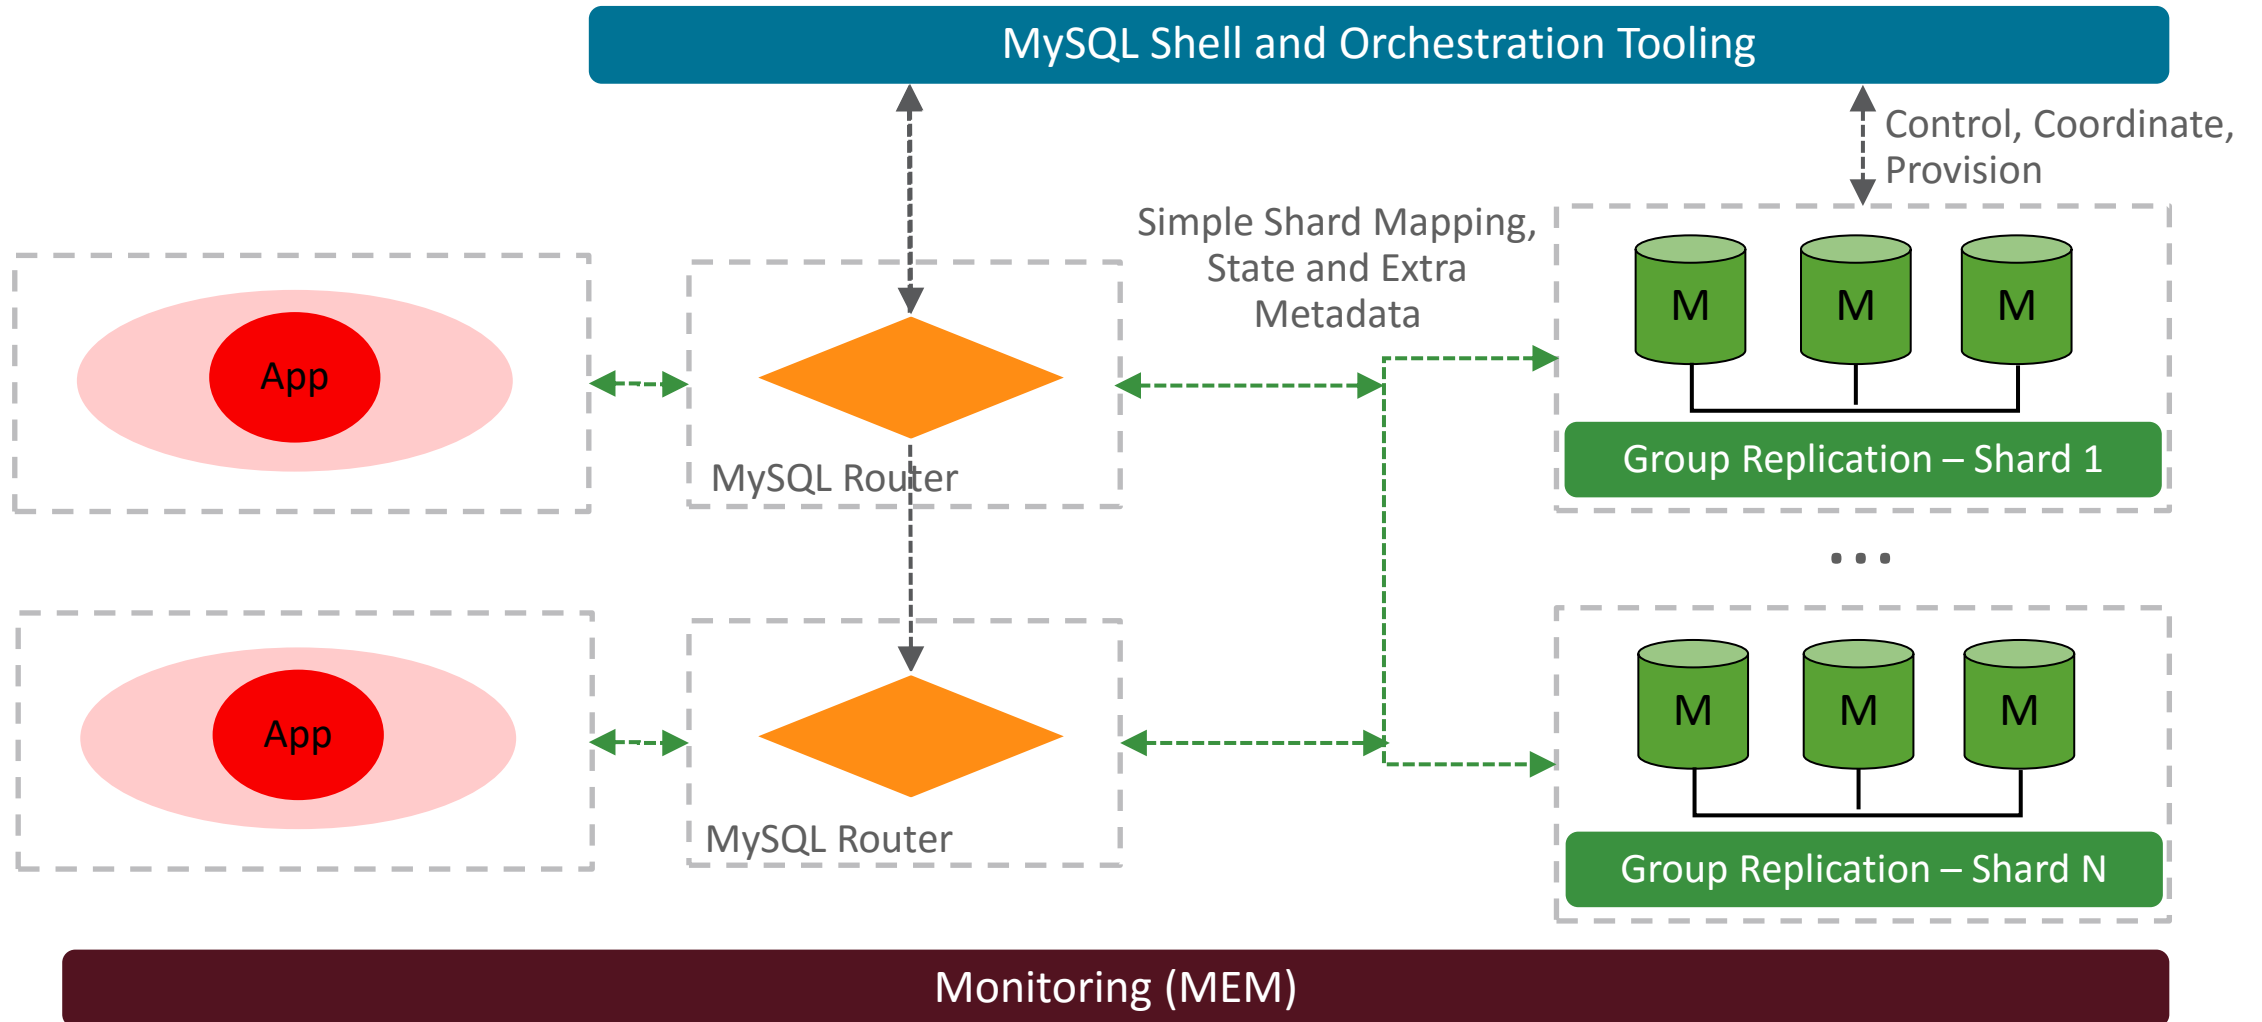 MySQL Shell and Orchestration Tooling
Control, Coordinate,
Provision
Simple Shard Mapping,
State and Extra
Metadata
App
MySQL Router
M M M
Group Replication – Shard 1
...
App
MySQL Router
M M M
Group Replication – Shard N
Monitoring (MEM)